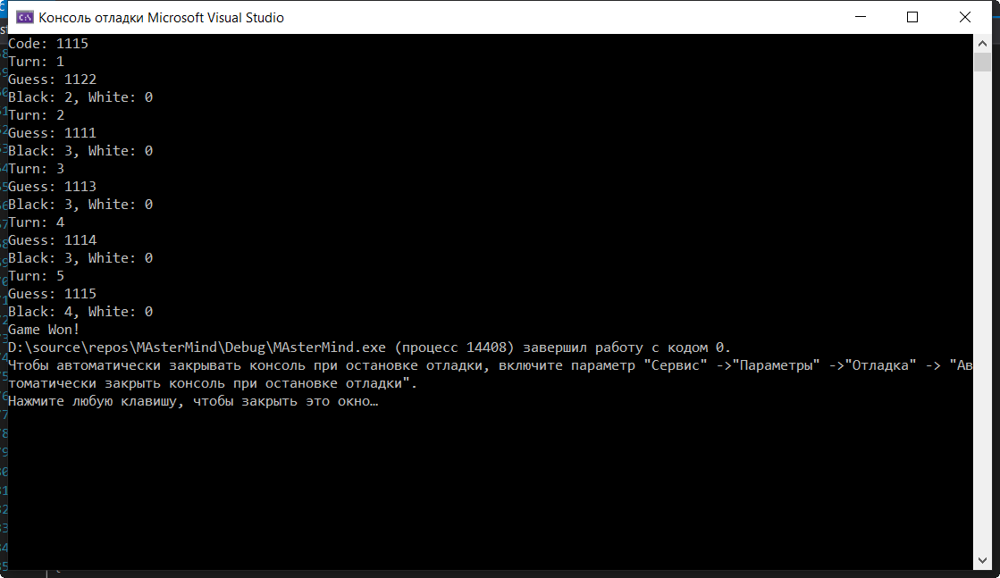 Консоль отладки Microsoft Visual Studio
Code: 1115
Turn: 1
Guess: 1122
Black: 2, White: 0
Turn: 2
Guess: 1111
Black: 3, White: 0
Turn: 3
Guess: 1113
Black: 3, White: 0
Turn: 4
Guess: 1114
Black: 3, White: 0
Turn: 5
Guess: 1115
Black: 4, White: 0
Game Won!
D:\source\repos\MAsterMind\Debug\MAsterMind.exe (процесс 14408) завершил работу с кодом 0.
Чтобы автоматически закрывать консоль при остановке отладки, включите параметр "Сервис" ->"Параметры" ->"Отладка" -> "Ав
томатически закрыть консоль при остановке отладки".
Нажмите любую клавишу, чтобы закрыть это окно…